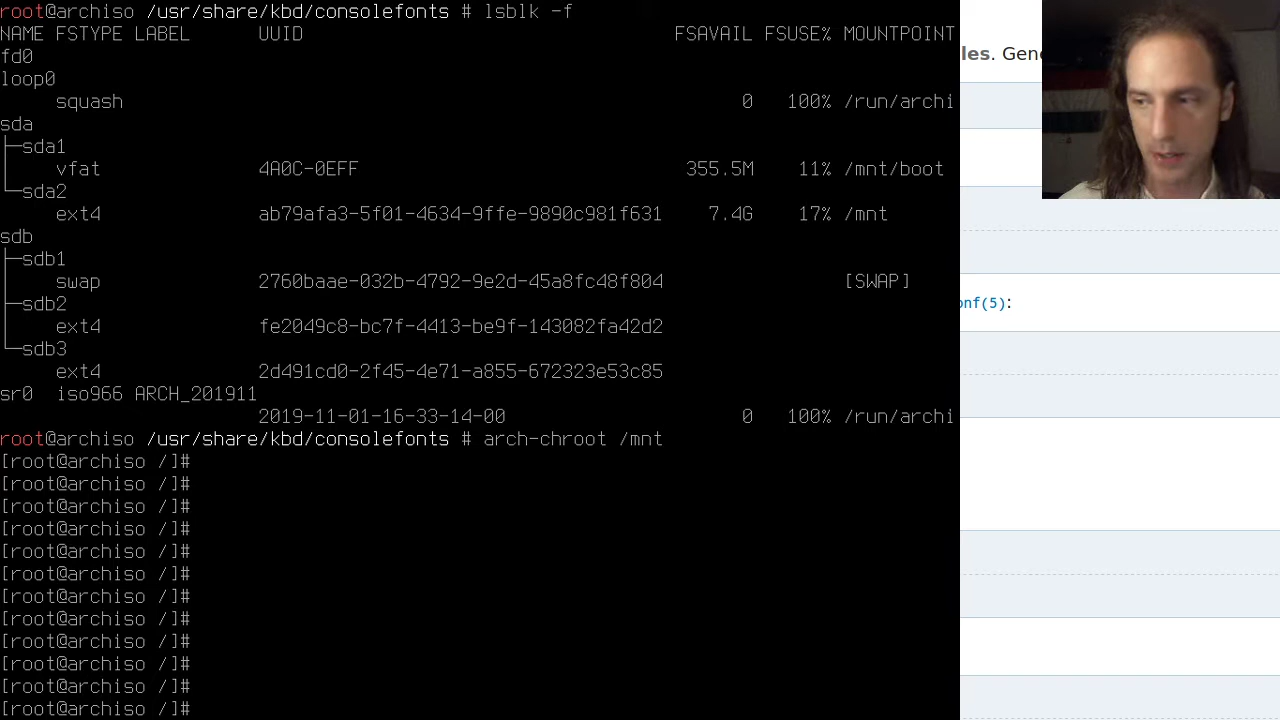 root@archiso /usr/share/kbd/consolefonts # lsblk -f
NAME FSTYPE LABEL UUID FSAVAIL FSUSE% MOUNTPOINT
fd0
loop0
squash 0 100% /run/archi
sda
├─sda1
│ vfat 4A0C-0EFF 355.5M 11% /mnt/boot
└─sda2
ext4 ab79afa3-5f01-4634-9ffe-9890c981f631 7.4G 17% /mnt
sdb
├─sdb1
│ swap 2760baae-032b-4792-9e2d-45a8fc48f804 [SWAP]
├─sdb2
│ ext4 fe2049c8-bc7f-4413-be9f-143082fa42d2
└─sdb3
ext4 2d491cd0-2f45-4e71-a855-672323e53c85
sr0 iso966 ARCH_201911
2019-11-01-16-33-14-00 0 100% /run/archi
root@archiso /usr/share/kbd/consolefonts # arch-chroot /mnt
[root@archiso /]#
[root@archiso /]#
[root@archiso /]#
[root@archiso /]#
[root@archiso /]#
[root@archiso /]#
[root@archiso /]#
[root@archiso /]#
[root@archiso /]#
[root@archiso /]#
[root@archiso /]#
[root@archiso /]#
les. Gene
onf(5):